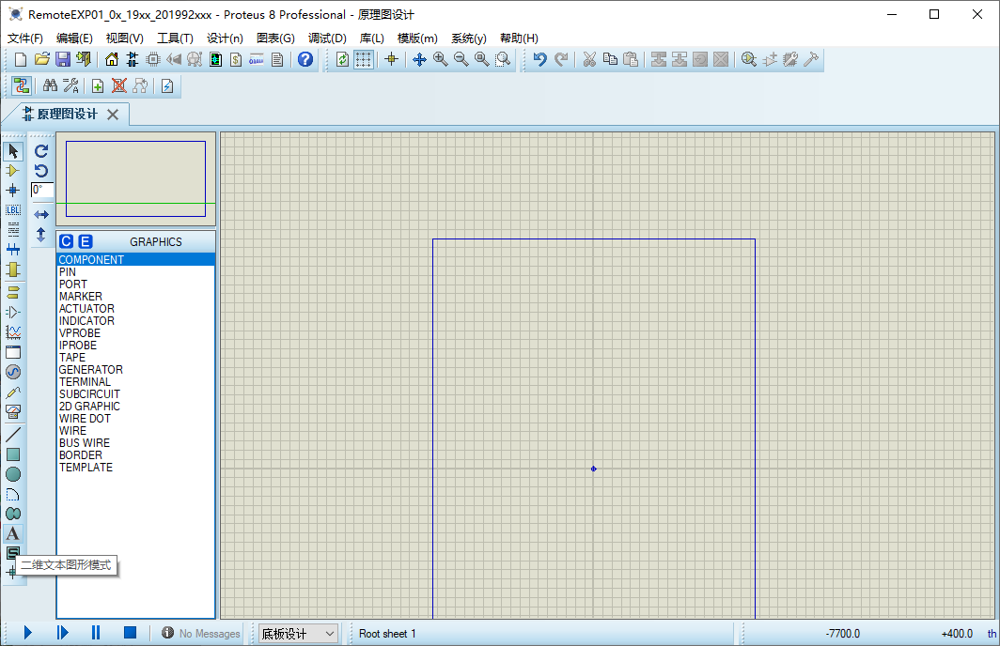 RemoteEXP01_0x_19xx_201992xxx - Proteus 8 Professional - 原理图设计
文件(F) 编辑(E) 视图(V) 工具(T) 设计(n) 图表(G) 调试(D) 库(L) 模版(m) 系统(y) 帮助(H)
原理图设计
0°
LBL
C E GRAPHICS
COMPONENT
PIN
PORT
MARKER
ACTUATOR
INDICATOR
VPROBE
IPROBE
TAPE
GENERATOR
TERMINAL
SUBCIRCUIT
2D GRAPHIC
WIRE DOT
WIRE
BUS WIRE
BORDER
TEMPLATE
A
S
二维文本图形模式
No Messages 底板设计 Root sheet 1 -7700.0 +400.0 th